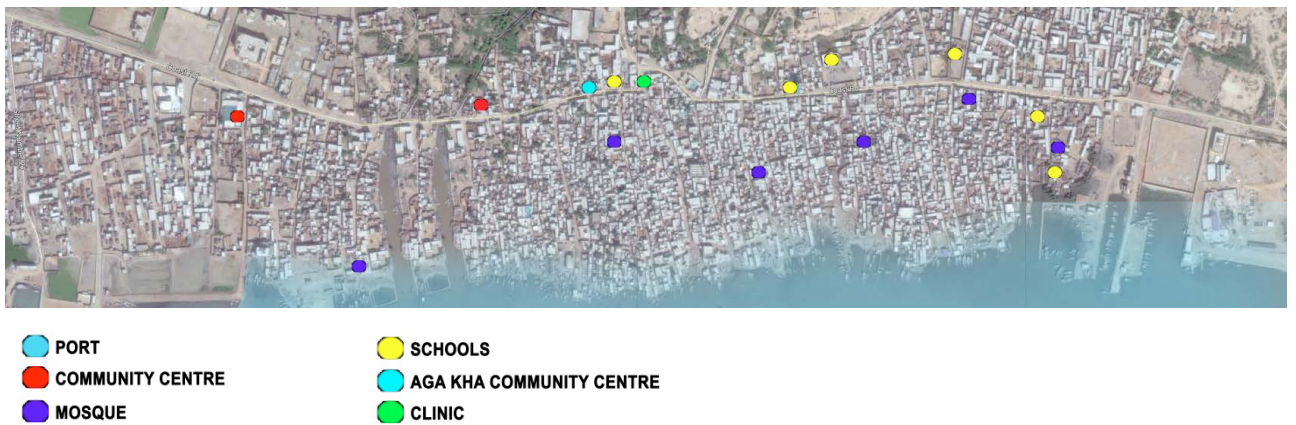 PORT
COMMUNITY CENTRE
MOSQUE
SCHOOLS
AGA KHA COMMUNITY CENTRE
CLINIC